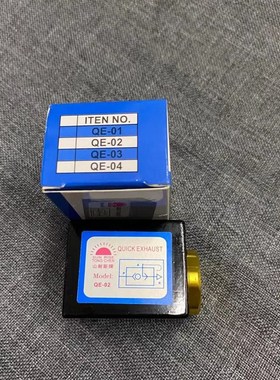 ITEN NO.
QE-01
QE-02
QE-03
QE-04
QUICK EXHAUST
Model:
QE-02